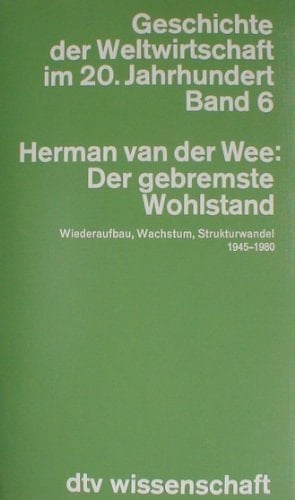 Geschichte
der Weltwirtschaft
im 20. Jahrhundert
Band 6
Herman van der Wee:
Der gebremste
Wohlstand
Wiederaufbau, Wachstum, Strukturwandel
1945–1980
dtv wissenschaft